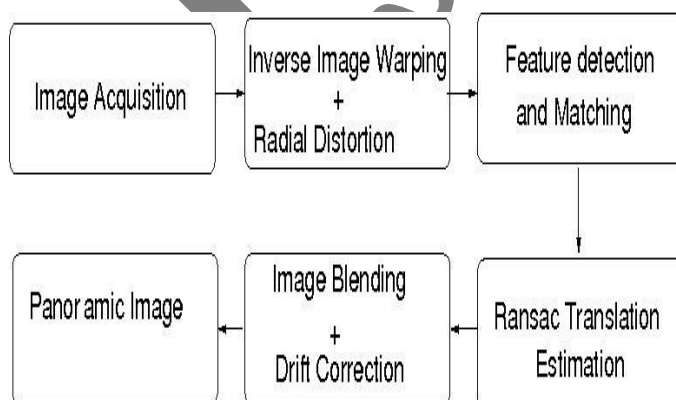 Image Acquisition
Inverse Image Warping
+
Radial Distortion
Feature detection
and Matching
Ransac Translation
Estimation
Image Blending
+
Drift Correction
Panoramic Image